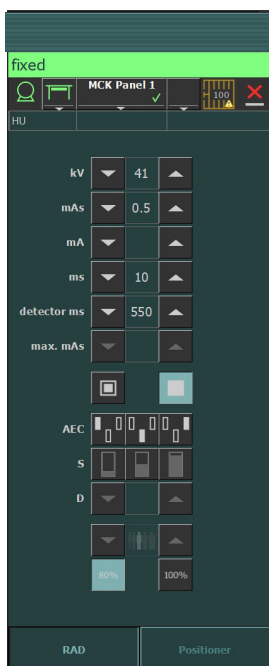 fixed
MCK Panel 1
100
HU
kV 41
mAs 0.5
mA
ms 10
detector ms 550
max. mAs
AEC
S
D
80% 100%
RAD Positioner